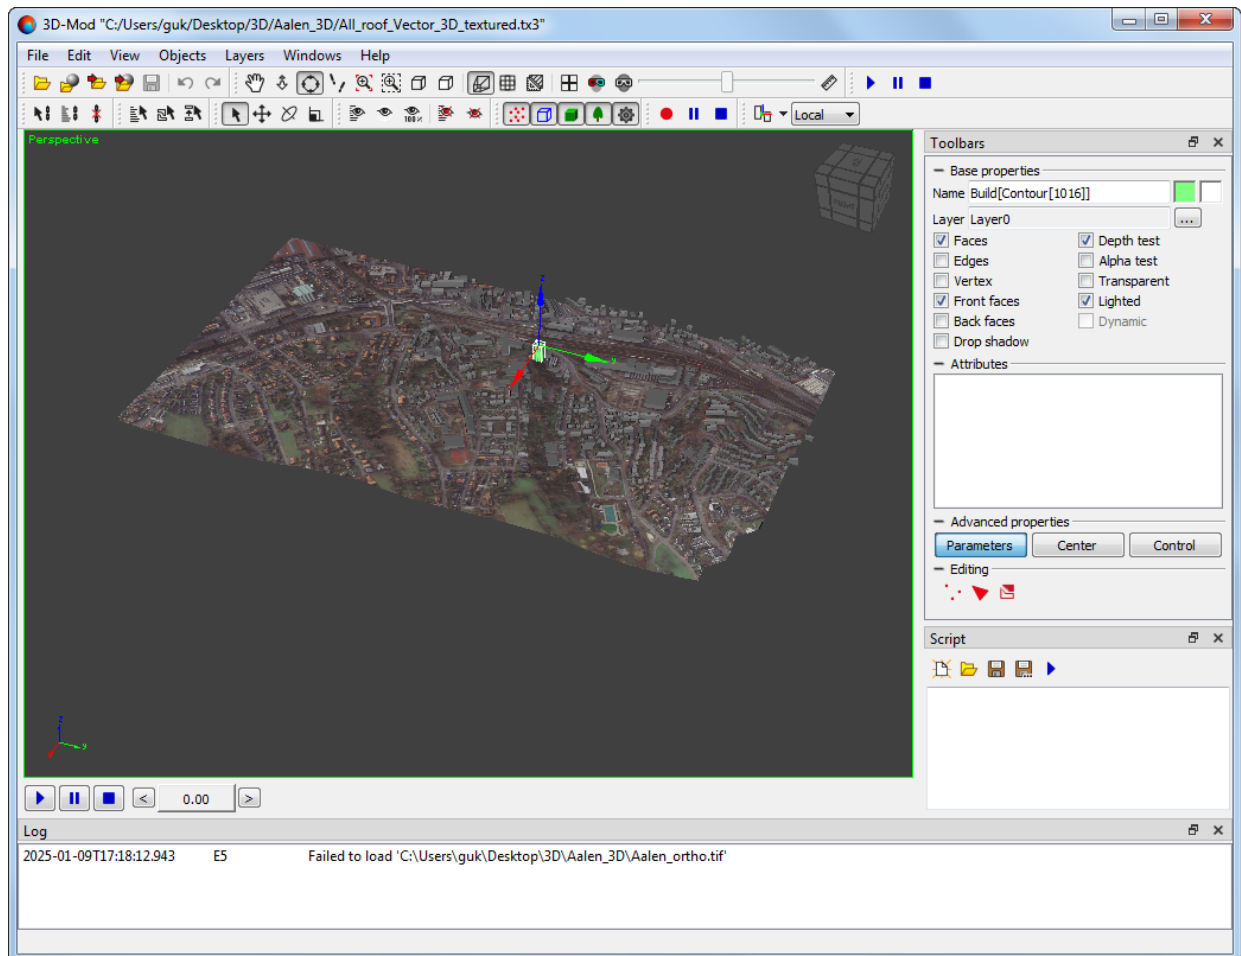 3D-Mod "C:/Users/guk/Desktop/3D/Aalen_3D/All_roof_Vector_3D_textured.tx3"
File Edit View Objects Layers Windows Help
100%
Local
Perspective
Toolbars
Base properties
Name Build[Contour[1016]]
Layer Layer0 ...
Faces Depth test
Edges Alpha test
Vertex Transparent
Front faces Lighted
Back faces Dynamic
Drop shadow
Attributes
Advanced properties
Parameters Center Control
Editing
Script
z
y
z
y
< 0.00 >
Log
2025-01-09T17:18:12.943 E5 Failed to load 'C:\Users\guk\Desktop\3D\Aalen_3D\Aalen_ortho.tif'